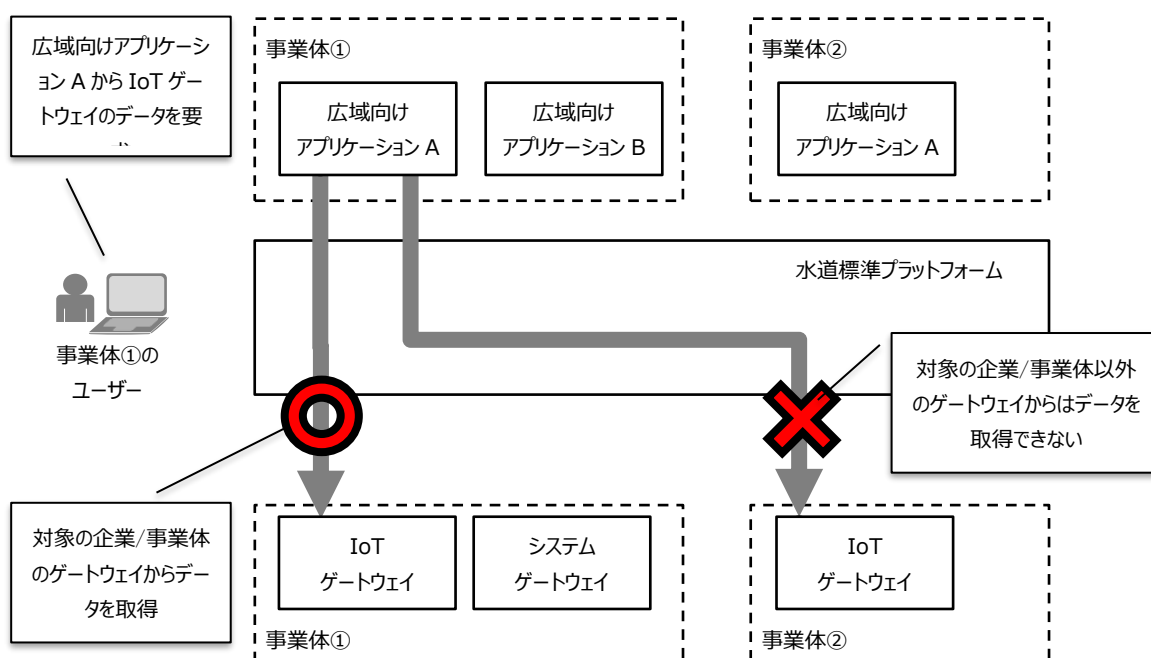 広域向けアプリケーシ
ョン A から IoT ゲー
トウェイのデータを要
事業体①
広域向け
アプリケーション A
広域向け
アプリケーション B
事業体②
広域向け
アプリケーション A
水道標準プラットフォーム
事業体①の
ユーザー
対象の企業/事業体以外
のゲートウェイからはデータを
取得できない
対象の企業/事業体
のゲートウェイからデー
タを取得
IoT
ゲートウェイ
システム
ゲートウェイ
事業体①
IoT
ゲートウェイ
事業体②